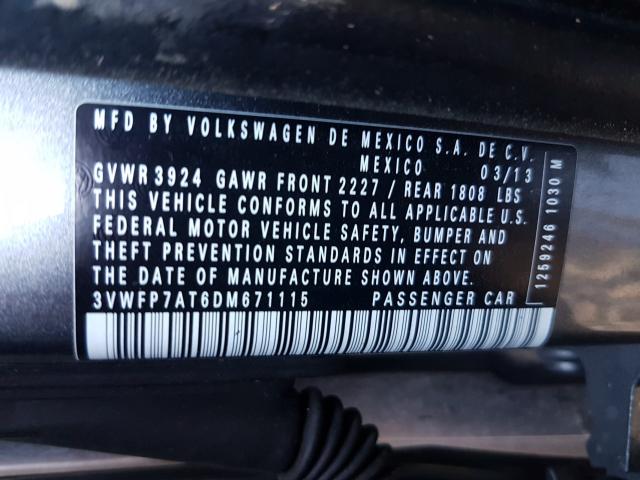 MFD BY VOLKSWAGEN DE MEXICO S.A. DE C.V.
MEXICO 03/13
GVWR 3924 GAWR FRONT 2227 / REAR 1808 LBS
THIS VEHICLE CONFORMS TO ALL APPLICABLE U.S.
FEDERAL MOTOR VEHICLE SAFETY, BUMPER AND
THEFT PREVENTION STANDARDS IN EFFECT ON
THE DATE OF MANUFACTURE SHOWN ABOVE.
3VWFP7AT6DM671115 PASSENGER CAR
1259246 1030 M